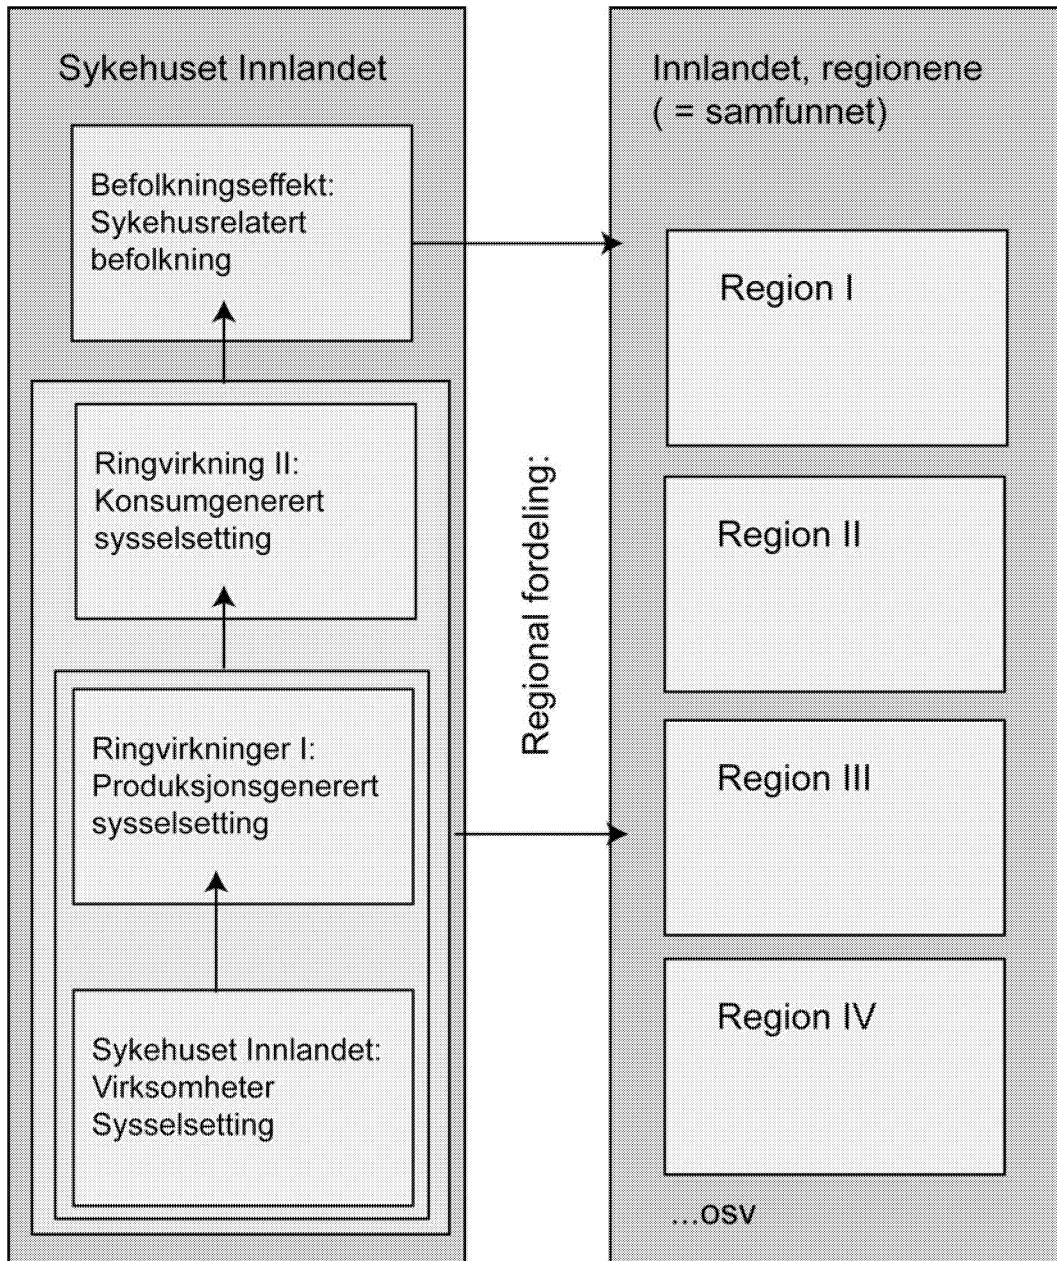 Sykehuset Innlandet
Befolkningseffekt:
Sykehusrelatert
befolkning
Ringvirkning II:
Konsumgenerert
sysselsetting
Ringvirkninger I:
Produksjonsgenerert
sysselsetting
Sykehuset Innlandet:
Virksomheter
Sysselsetting
Regional fordeling:
Innlandet, regionene
( = samfunnet)
Region I
Region II
Region III
Region IV
...osv